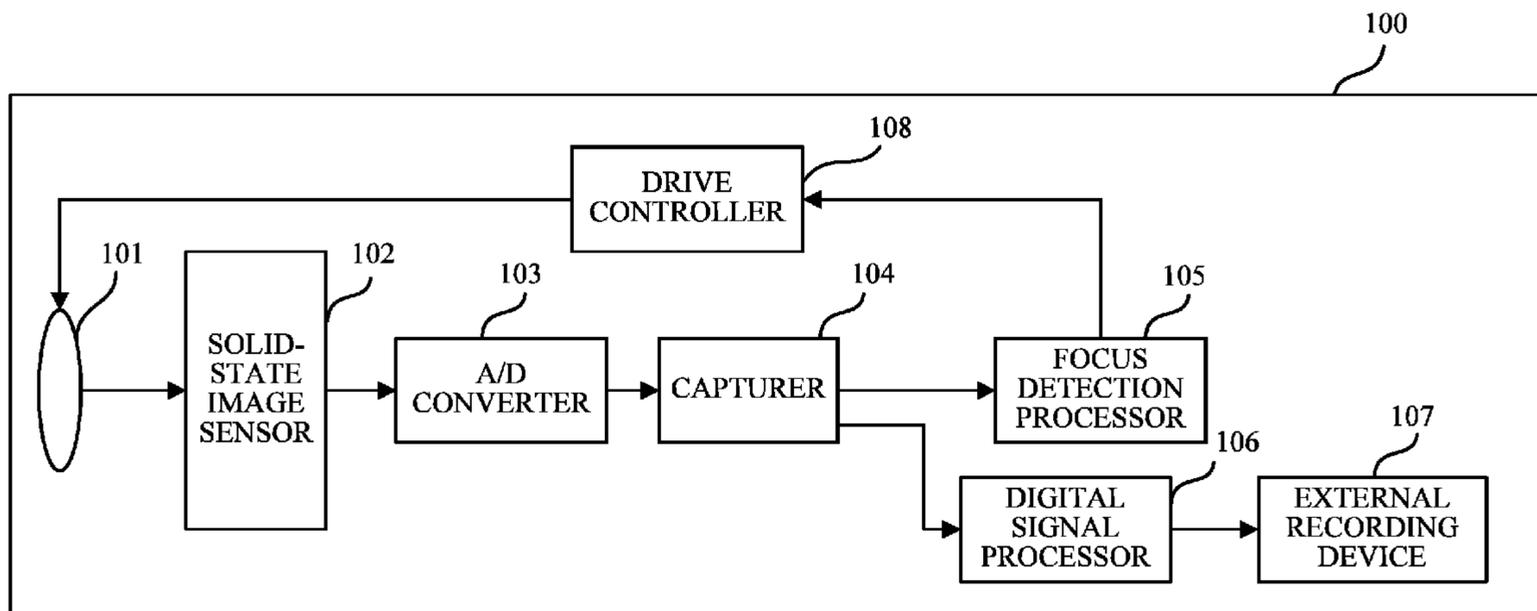 100
108
DRIVE
CONTROLLER
101
102
103
104
105
SOLID-
STATE
IMAGE
SENSOR
A/D
CONVERTER
CAPTURER
FOCUS
DETECTION
PROCESSOR
106
107
DIGITAL
SIGNAL
PROCESSOR
EXTERNAL
RECORDING
DEVICE